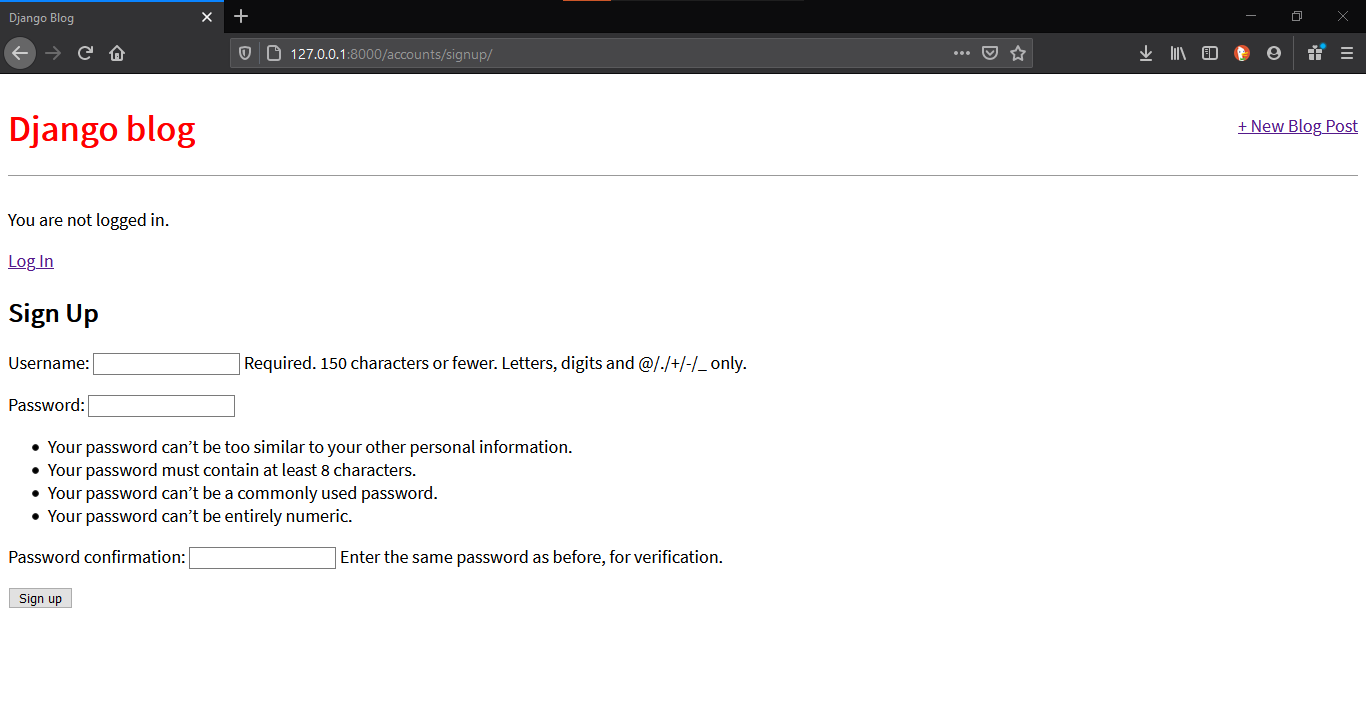 Django Blog
127.0.0.1:8000/accounts/signup/
Django blog
+ New Blog Post
You are not logged in.
Log In
Sign Up
Username: Required. 150 characters or fewer. Letters, digits and @/./+/-/_ only.
Password:
• Your password can’t be too similar to your other personal information.
• Your password must contain at least 8 characters.
• Your password can’t be a commonly used password.
• Your password can’t be entirely numeric.
Password confirmation: Enter the same password as before, for verification.
Sign up